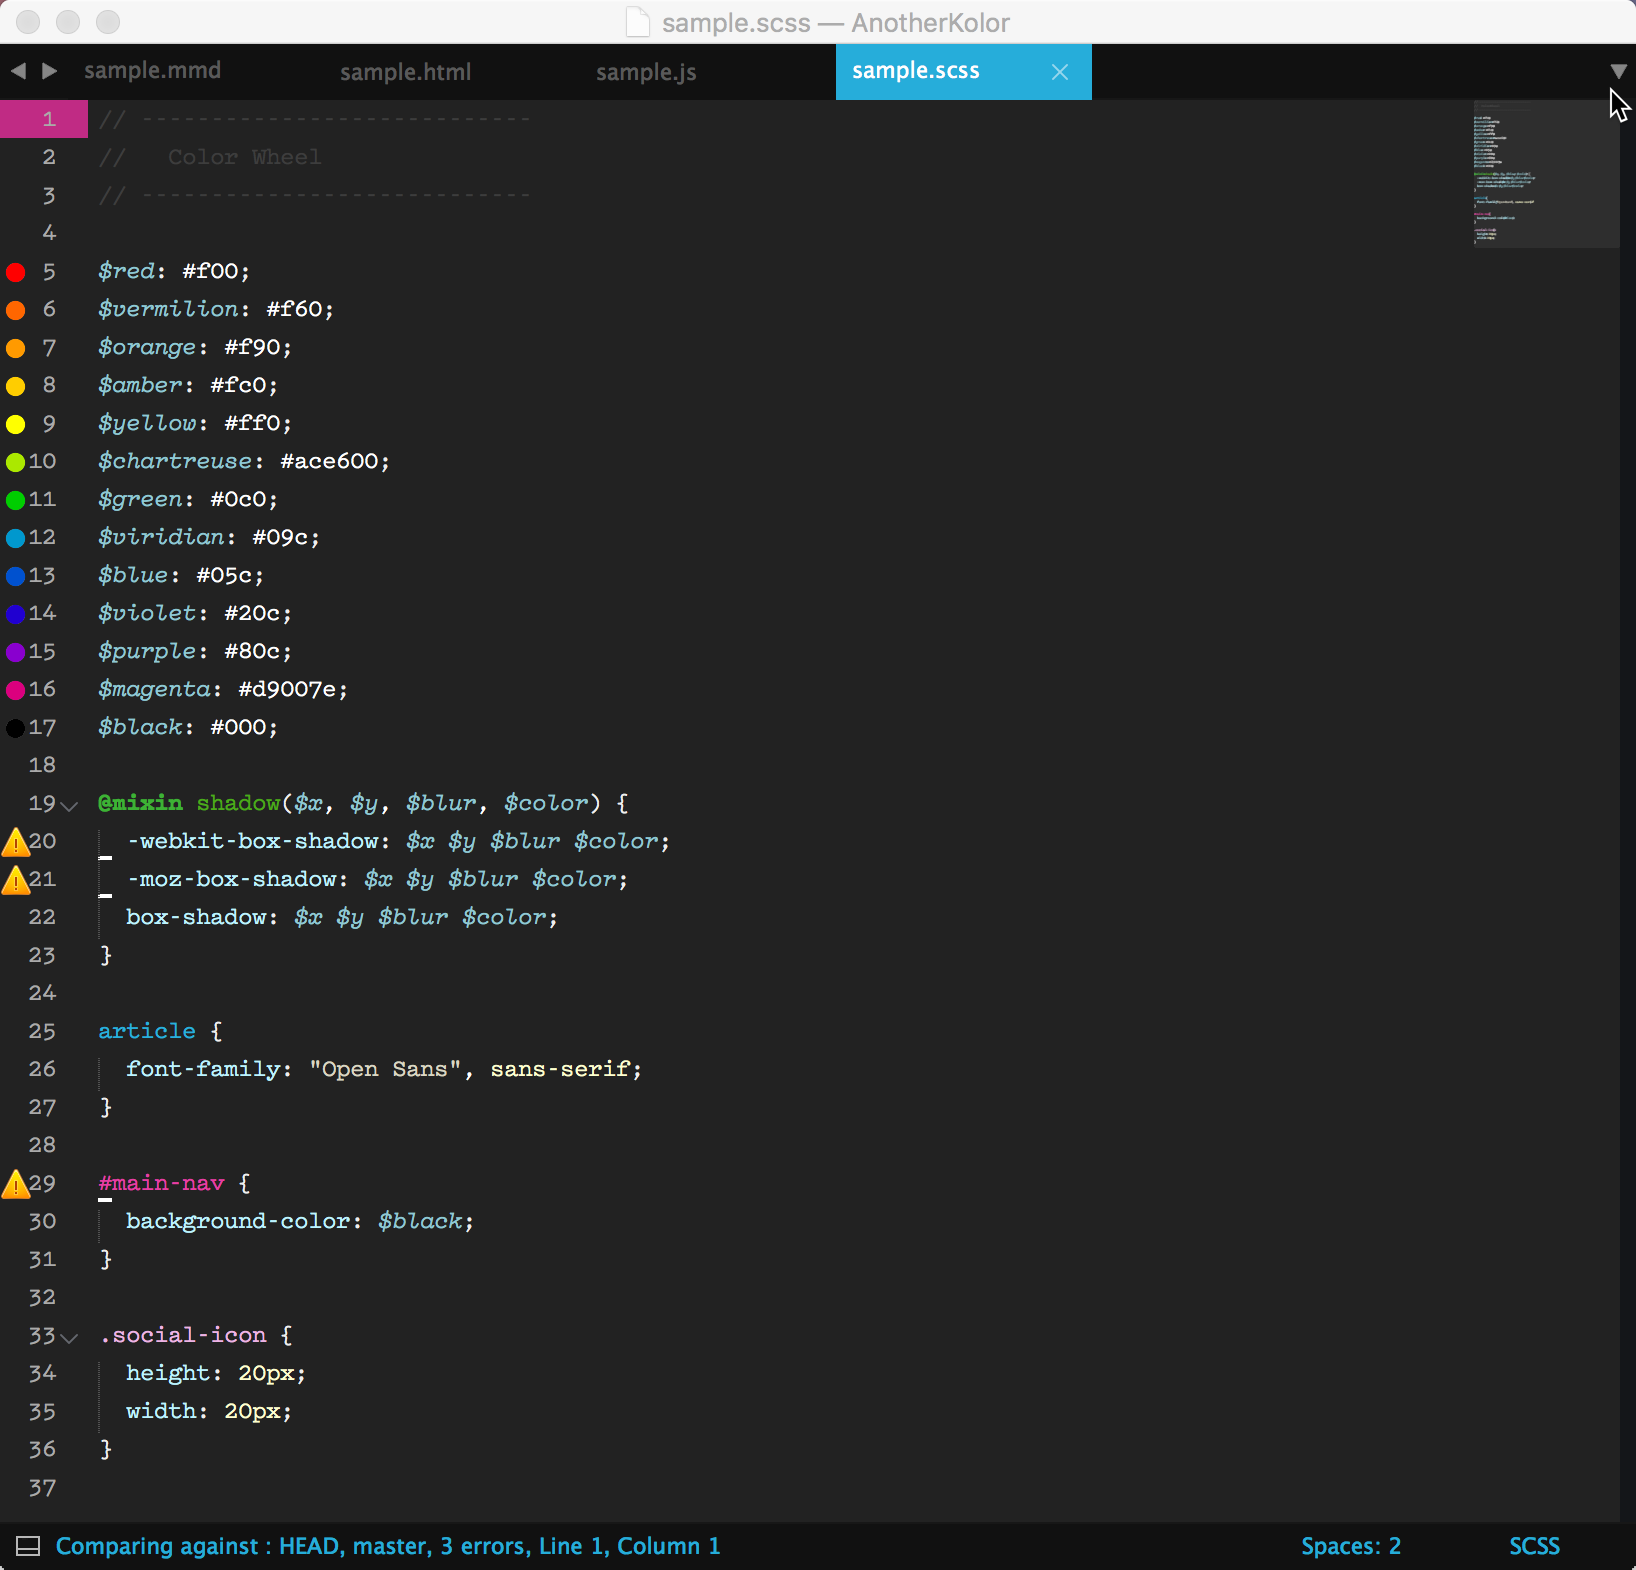 sample.scss — AnotherKolor
sample.mmd sample.html sample.js sample.scss
1 // ----------------------------
2 //   Color Wheel
3 // ----------------------------
4
5 $red: #f00;
6 $vermilion: #f60;
7 $orange: #f90;
8 $amber: #fc0;
9 $yellow: #ff0;
10 $chartreuse: #ace600;
11 $green: #0c0;
12 $viridian: #09c;
13 $blue: #05c;
14 $violet: #20c;
15 $purple: #80c;
16 $magenta: #d9007e;
17 $black: #000;
18
19 @mixin shadow($x, $y, $blur, $color) {
20   -webkit-box-shadow: $x $y $blur $color;
21   -moz-box-shadow: $x $y $blur $color;
22   box-shadow: $x $y $blur $color;
23 }
24
25 article {
26   font-family: "Open Sans", sans-serif;
27 }
28
29 #main-nav {
30   background-color: $black;
31 }
32
33 .social-icon {
34   height: 20px;
35   width: 20px;
36 }
37
Comparing against : HEAD, master, 3 errors, Line 1, Column 1 Spaces: 2 SCSS